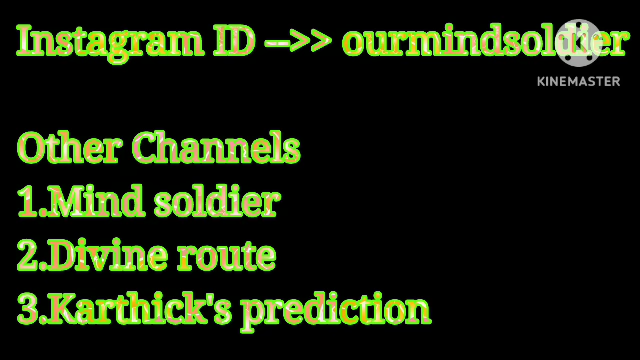 Instagram ID -->> ourmindsoldier
KINEMASTER
Other Channels
1.Mind soldier
2.Divine route
3.Karthick's prediction